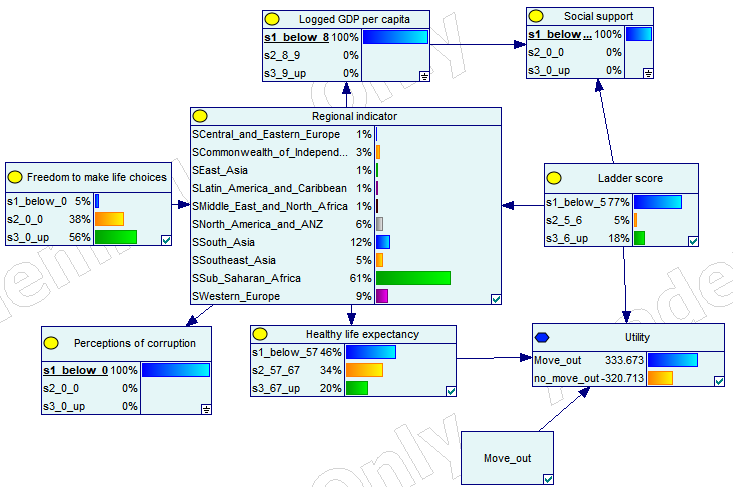 Logged GDP per capita
s1_below_8 100%
s2_8_9 0%
s3_9_up 0%
Social support
s1_below_... 100%
s2_0_0 0%
s3_0_up 0%
Regional indicator
SCentral_and_Eastern_Europe 1%
SCommonwealth_of_Independ... 3%
SEast_Asia 1%
SLatin_America_and_Caribbean 1%
SMiddle_East_and_North_Africa 1%
SNorth_America_and_ANZ 6%
SSouth_Asia 12%
SSoutheast_Asia 5%
SSub_Saharan_Africa 61%
SWestern_Europe 9%
Freedom to make life choices
s1_below_0 5%
s2_0_0 38%
s3_0_up 56%
Ladder score
s1_below_5 77%
s2_5_6 5%
s3_6_up 18%
Perceptions of corruption
s1_below_0 100%
s2_0_0 0%
s3_0_up 0%
Healthy life expectancy
s1_below_57 46%
s2_57_67 34%
s3_67_up 20%
Utility
Move_out 333.673
no_move_out -320.713
Move_out
only
only